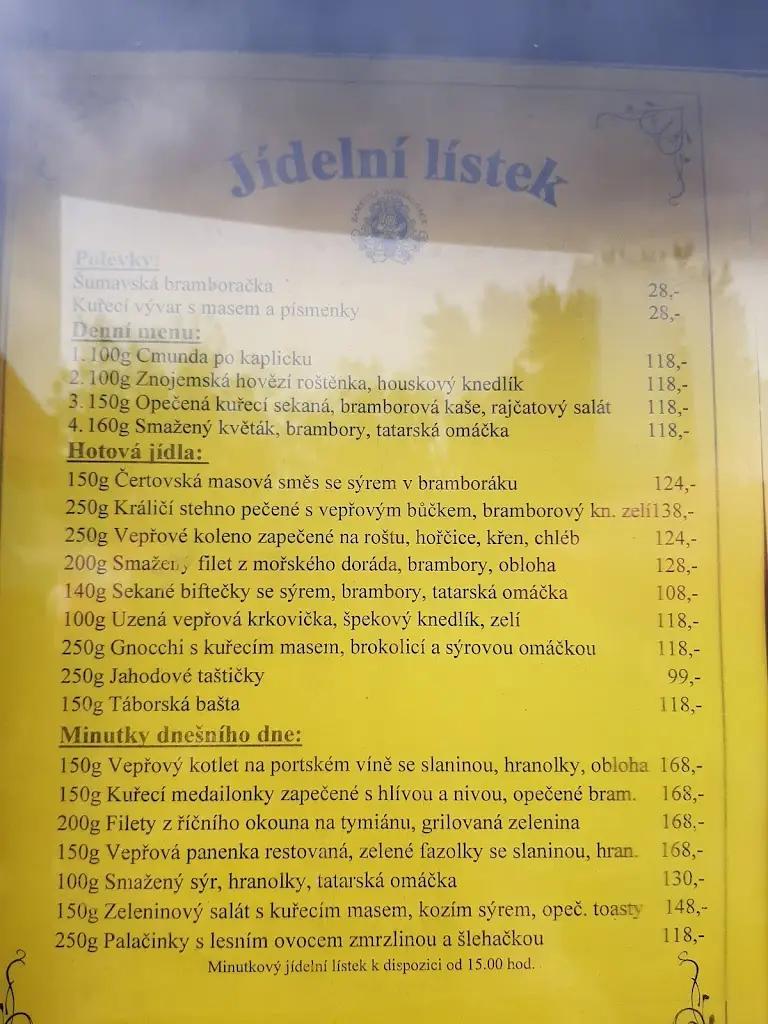 Jídelní lístek
Polévky:
Šumavská bramboračka 28,-
Kuřecí vývar s masem a písmenky 28,-
Denní menu:
1. 100g Cmunda po kaplicku 118,-
2. 100g Znojemská hovězí roštěnka, houskový knedlík 118,-
3. 150g Opečená kuřecí sekaná, bramborová kaše, rajčatový salát 118,-
4. 160g Smažený květák, brambory, tatarská omáčka 118,-
Hotová jídla:
150g Čertovská masová směs se sýrem v bramboráku 124,-
250g Králičí stehno pečené s vepřovým bůčkem, bramborový kn. zelí138,-
250g Vepřové koleno zapečené na roštu, hořčice, křen, chléb 124,-
200g Smažený filet z mořského doráda, brambory, obloha 128,-
140g Sekané biftečky se sýrem, brambory, tatarská omáčka 108,-
100g Uzená vepřová krkovička, špekový knedlík, zelí 118,-
250g Gnocchi s kuřecím masem, brokolicí a sýrovou omáčkou 118,-
250g Jahodové taštičky 99,-
150g Táborská bašta 118,-
Minutky dnešního dne:
150g Vepřový kotlet na portském víně se slaninou, hranolky, obloha 168,-
150g Kuřecí medailonky zapečené s hlívou a nivou, opečené bram. 168,-
200g Filety z říčního okouna na tymiánu, grilovaná zelenina 168,-
150g Vepřová panenka restovaná, zelené fazolky se slaninou, hran. 168,-
100g Smažený sýr, hranolky, tatarská omáčka 130,-
150g Zeleninový salát s kuřecím masem, kozím sýrem, opeč. toasty 148,-
250g Palačinky s lesním ovocem zmrzlinou a šlehačkou 118,-
Minutkový jídelní lístek k dispozici od 15.00 hod.